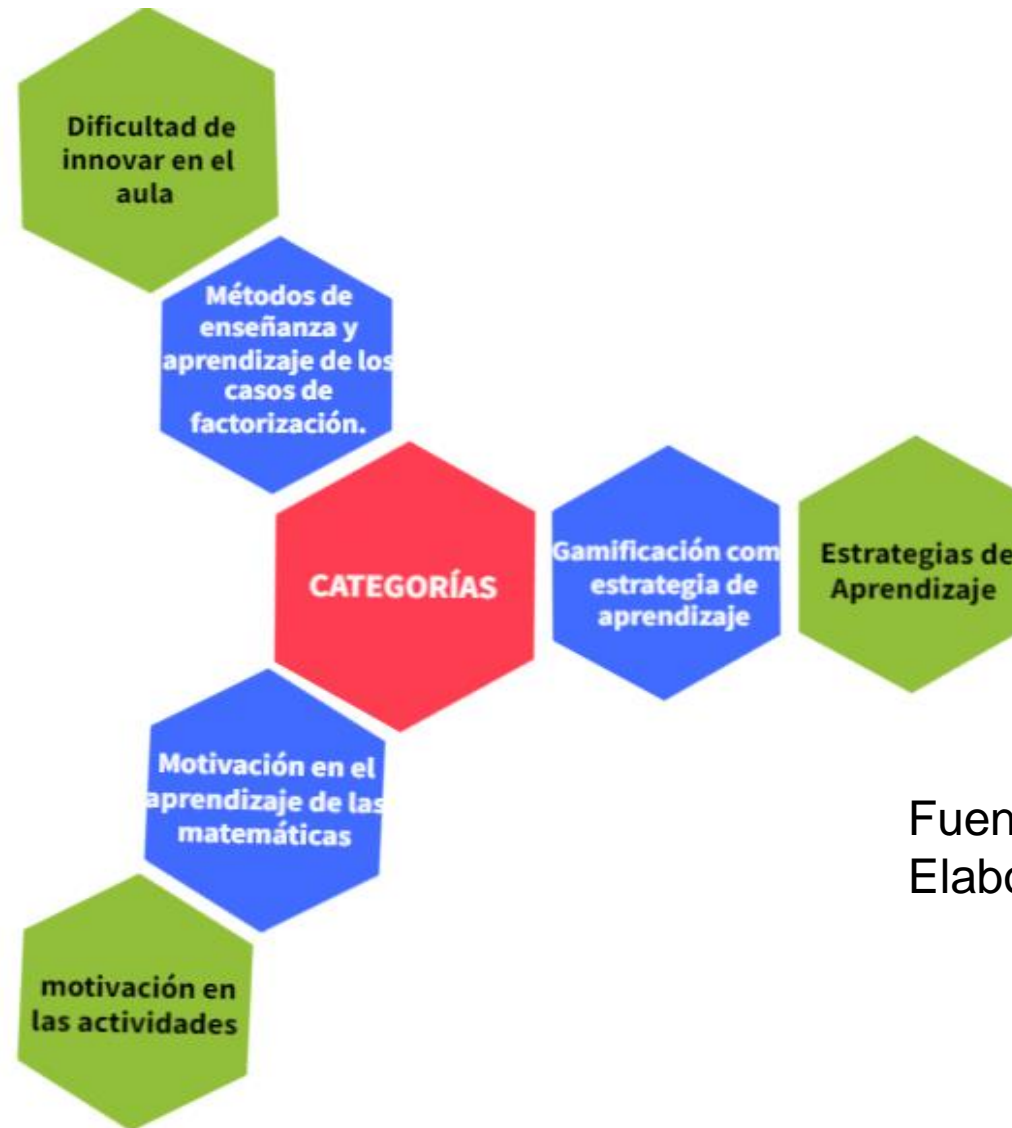 Dificultad de
innovar en el
aula
Métodos de
enseñanza y
aprendizaje de los
casos de
factorización.
CATEGORÍAS
Gamificación com
estrategia de
aprendizaje
Estrategias de
Aprendizaje
Motivación en el
aprendizaje de las
matemáticas
motivación en
las actividades
Fuen
Elabo